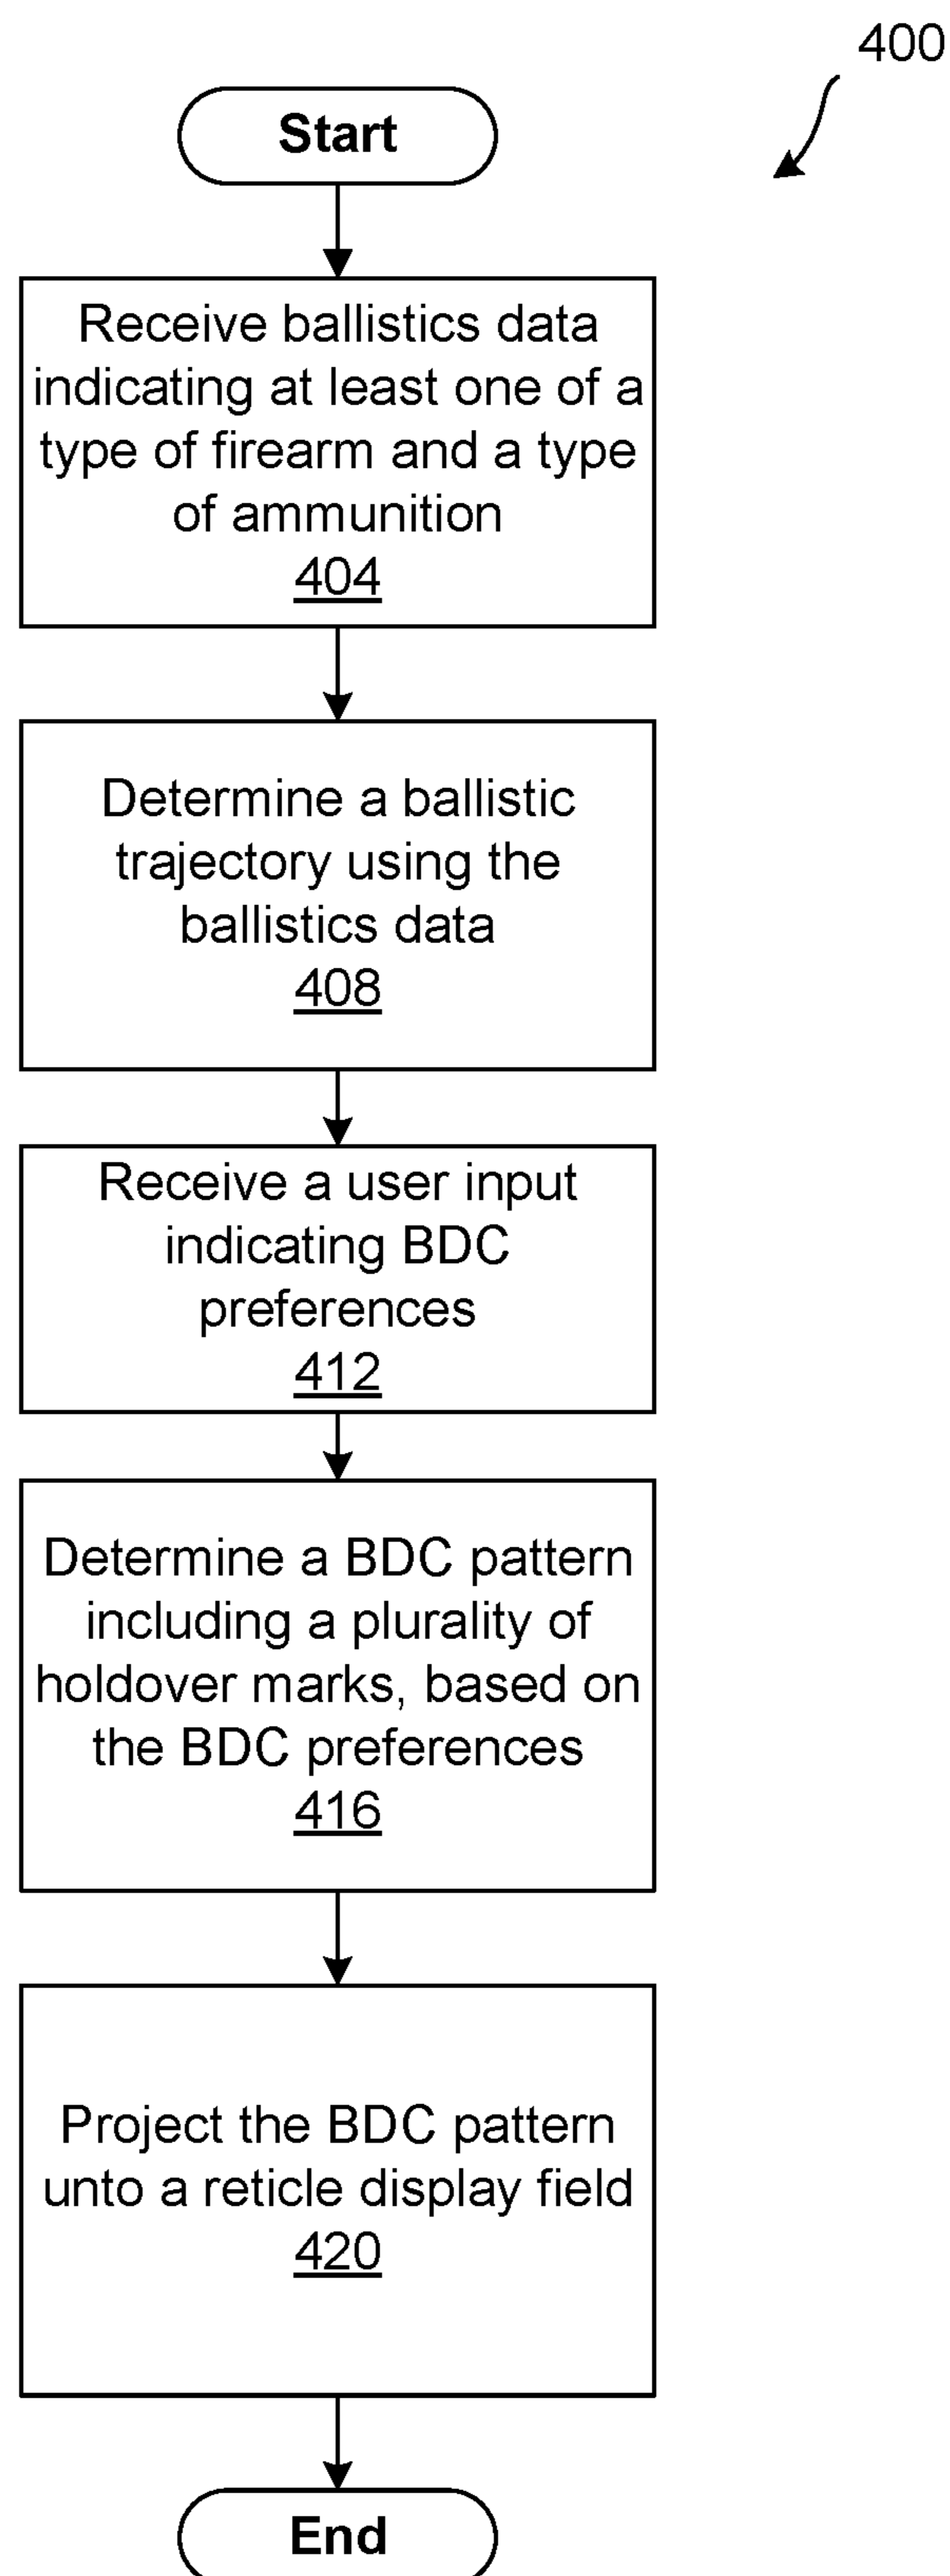 400
Start
Receive ballistics data
indicating at least one of a
type of firearm and a type
of ammunition
404
Determine a ballistic
trajectory using the
ballistics data
408
Receive a user input
indicating BDC
preferences
412
Determine a BDC pattern
including a plurality of
holdover marks, based on
the BDC preferences
416
Project the BDC pattern
unto a reticle display field
420
End